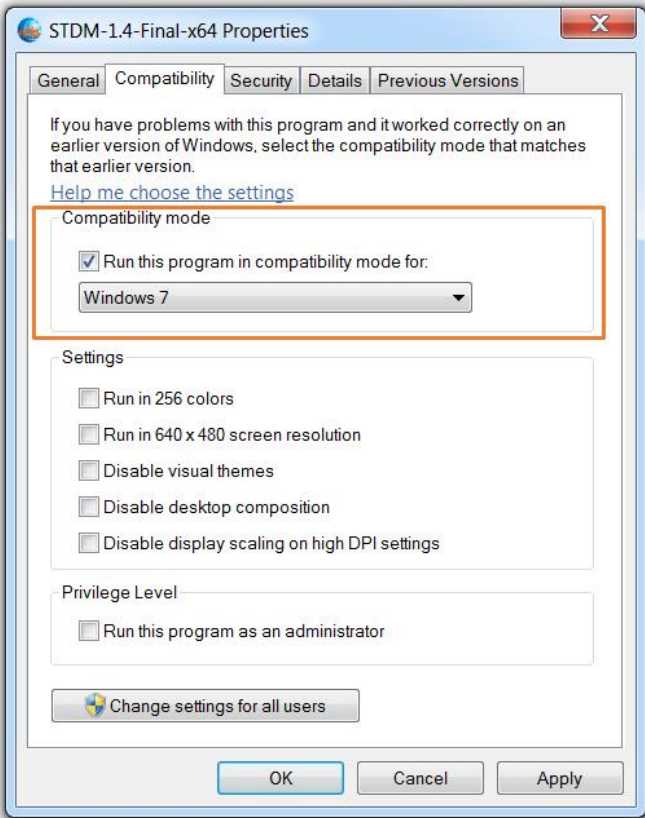 STDM-1.4-Final-x64 Properties
General Compatibility Security Details Previous Versions
If you have problems with this program and it worked correctly on an
earlier version of Windows, select the compatibility mode that matches
that earlier version.
Help me choose the settings
Compatibility mode
Run this program in compatibility mode for:
Windows 7
Settings
Run in 256 colors
Run in 640 x 480 screen resolution
Disable visual themes
Disable desktop composition
Disable display scaling on high DPI settings
Privilege Level
Run this program as an administrator
Change settings for all users
OK Cancel Apply